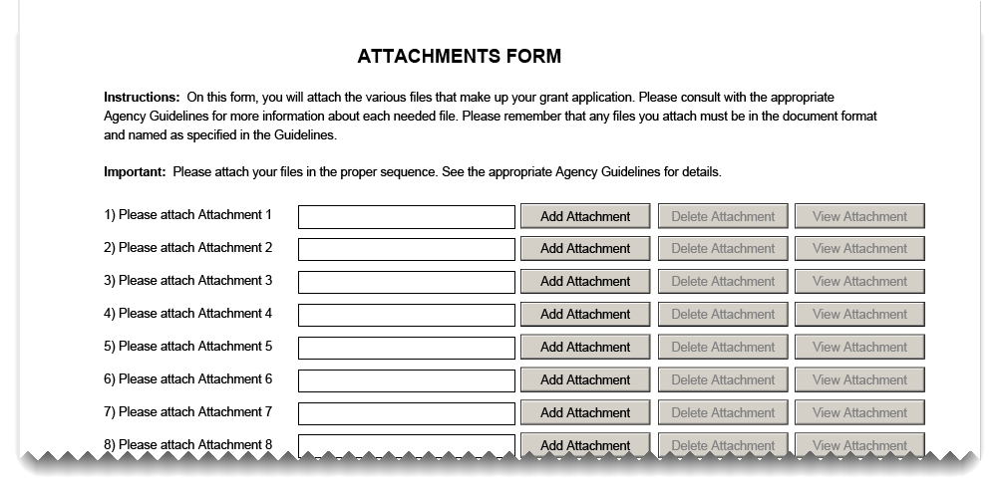 ATTACHMENTS FORM
Instructions: On this form, you will attach the various files that make up your grant application. Please consult with the appropriate
Agency Guidelines for more information about each needed file. Please remember that any files you attach must be in the document format
and named as specified in the Guidelines.
Important: Please attach your files in the proper sequence. See the appropriate Agency Guidelines for details.
1) Please attach Attachment 1 Add Attachment Delete Attachment View Attachment
2) Please attach Attachment 2 Add Attachment Delete Attachment View Attachment
3) Please attach Attachment 3 Add Attachment Delete Attachment View Attachment
4) Please attach Attachment 4 Add Attachment Delete Attachment View Attachment
5) Please attach Attachment 5 Add Attachment Delete Attachment View Attachment
6) Please attach Attachment 6 Add Attachment Delete Attachment View Attachment
7) Please attach Attachment 7 Add Attachment Delete Attachment View Attachment
8) Please attach Attachment 8 Add Attachment Delete Attachment View Attachment